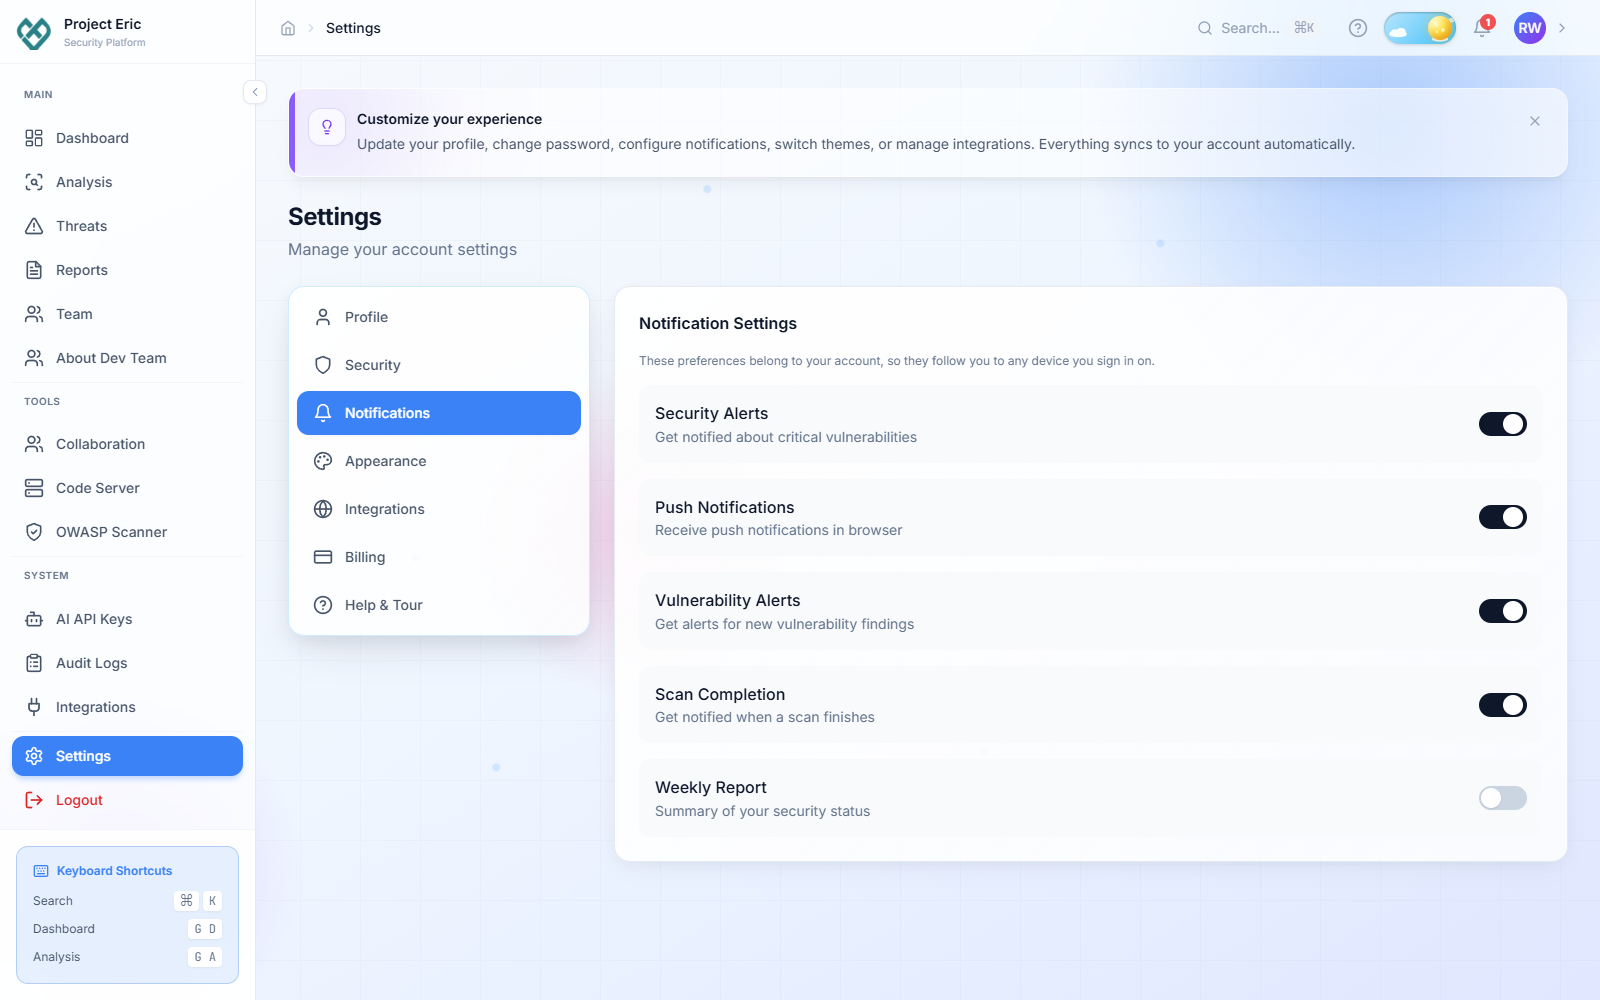 Project Eric
Security Platform
MAIN
Dashboard
Analysis
Threats
Reports
Team
About Dev Team
TOOLS
Collaboration
Code Server
OWASP Scanner
SYSTEM
AI API Keys
Audit Logs
Integrations
Settings
Logout
Keyboard Shortcuts
Search ⌘ K
Dashboard G D
Analysis G A
Settings
Search... ⌘K
1
RW
Customize your experience
Update your profile, change password, configure notifications, switch themes, or manage integrations. Everything syncs to your account automatically.
Settings
Manage your account settings
Profile
Security
Notifications
Appearance
Integrations
Billing
Help & Tour
Notification Settings
These preferences belong to your account, so they follow you to any device you sign in on.
Security Alerts
Get notified about critical vulnerabilities
Push Notifications
Receive push notifications in browser
Vulnerability Alerts
Get alerts for new vulnerability findings
Scan Completion
Get notified when a scan finishes
Weekly Report
Summary of your security status